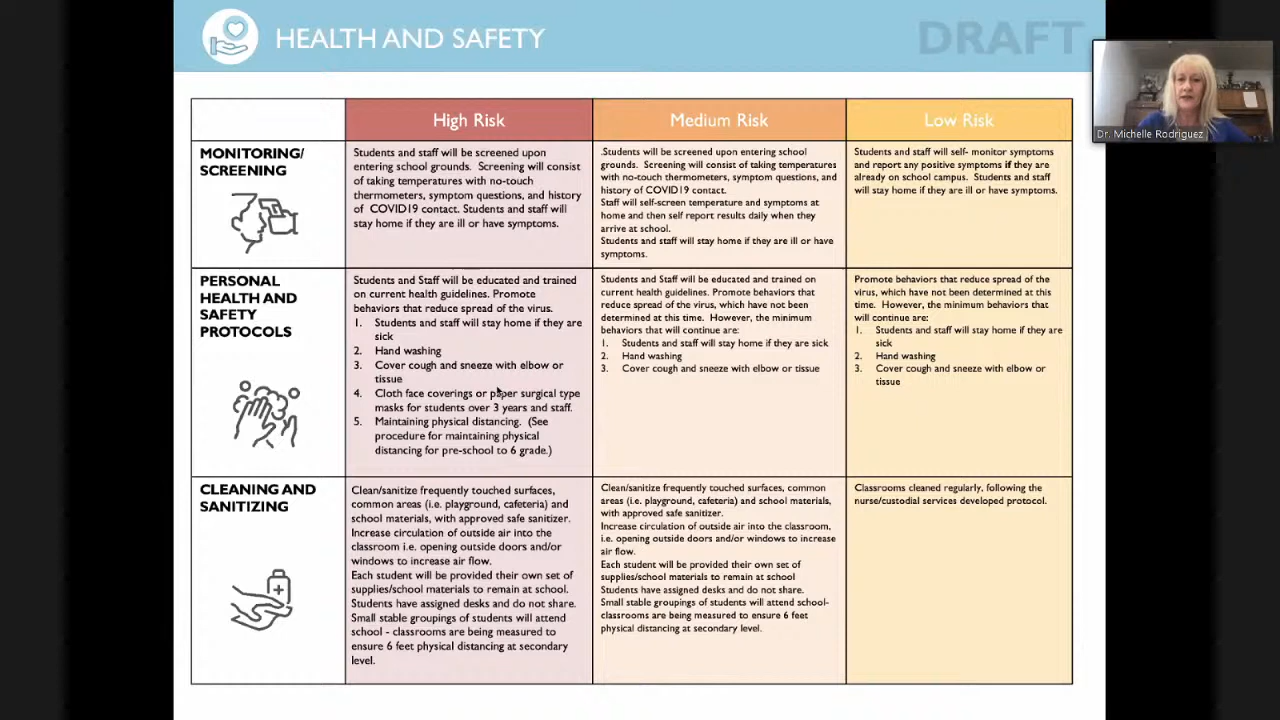 HEALTH AND SAFETY
DRAFT
Dr. Michelle Rodriguez
High Risk
Medium Risk
Low Risk
MONITORING/
SCREENING
Students and staff will be screened upon
entering school grounds. Screening will consist
of taking temperatures with no-touch
thermometers, symptom questions, and history
of COVID19 contact. Students and staff will
stay home if they are ill or have symptoms.
.Students will be screened upon entering school
grounds. Screening will consist of taking temperatures
with no-touch thermometers, symptom questions, and
history of COVID19 contact.
Staff will self-screen temperature and symptoms at
home and then self report results daily when they
arrive at school.
Students and staff will stay home if they are ill or have
symptoms.
Students and staff will self- monitor symptoms
and report any positive symptoms if they are
already on school campus. Students and staff
will stay home if they are ill or have symptoms.
PERSONAL
HEALTH AND
SAFETY
PROTOCOLS
Students and Staff will be educated and trained
on current health guidelines. Promote
behaviors that reduce spread of the virus.
1. Students and staff will stay home if they are
sick
2. Hand washing
3. Cover cough and sneeze with elbow or
tissue
4. Cloth face coverings or paper surgical type
masks for students over 3 years and staff.
5. Maintaining physical distancing. (See
procedure for maintaining physical
distancing for pre-school to 6 grade.)
Students and Staff will be educated and trained on
current health guidelines. Promote behaviors that
reduce spread of the virus, which have not been
determined at this time. However, the minimum
behaviors that will continue are:
1. Students and staff will stay home if they are sick
2. Hand washing
3. Cover cough and sneeze with elbow or tissue
Promote behaviors that reduce spread of the
virus, which have not been determined at this
time. However, the minimum behaviors that
will continue are:
1. Students and staff will stay home if they are
sick
2. Hand washing
3. Cover cough and sneeze with elbow or
tissue
CLEANING AND
SANITIZING
Clean/sanitize frequently touched surfaces,
common areas (i.e. playground, cafeteria) and
school materials, with approved safe sanitizer.
Increase circulation of outside air into the
classroom i.e. opening outside doors and/or
windows to increase air flow.
Each student will be provided their own set of
supplies/school materials to remain at school.
Students have assigned desks and do not share.
Small stable groupings of students will attend
school - classrooms are being measured to
ensure 6 feet physical distancing at secondary
level.
Clean/sanitize frequently touched surfaces, common
areas (i.e. playground, cafeteria) and school materials,
with approved safe sanitizer.
Increase circulation of outside air into the classroom,
i.e. opening outside doors and/or windows to increase
air flow.
Each student will be provided their own set of
supplies/school materials to remain at school
Students have assigned desks and do not share.
Small stable groupings of students will attend school-
classrooms are being measured to ensure 6 feet
physical distancing at secondary level.
Classrooms cleaned regularly, following the
nurse/custodial services developed protocol.